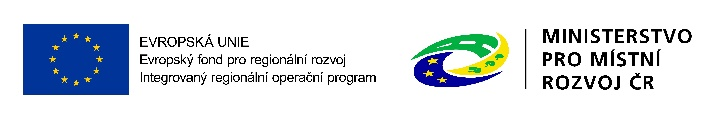 EVROPSKÁ UNIE
Evropský fond pro regionální rozvoj
Integrovaný regionální operační program
MINISTERSTVO
PRO MÍSTNÍ
ROZVOJ ČR